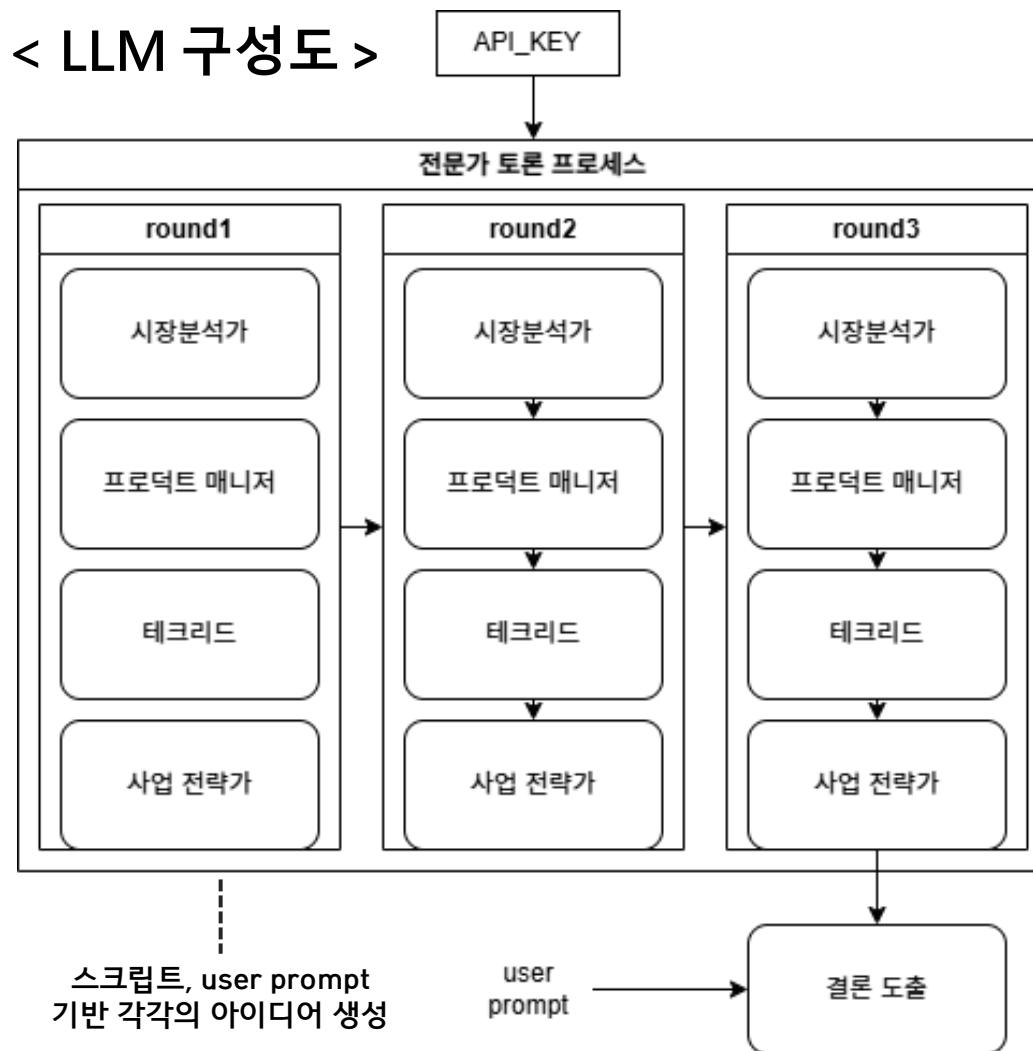 < LLM 구성도 >
API_KEY
전문가 토론 프로세스
round1
시장분석가
프로덕트 매니저
테크리드
사업 전략가
round2
시장분석가
프로덕트 매니저
테크리드
사업 전략가
round3
시장분석가
프로덕트 매니저
테크리드
사업 전략가
스크립트, user prompt
기반 각각의 아이디어 생성
user
prompt
결론 도출